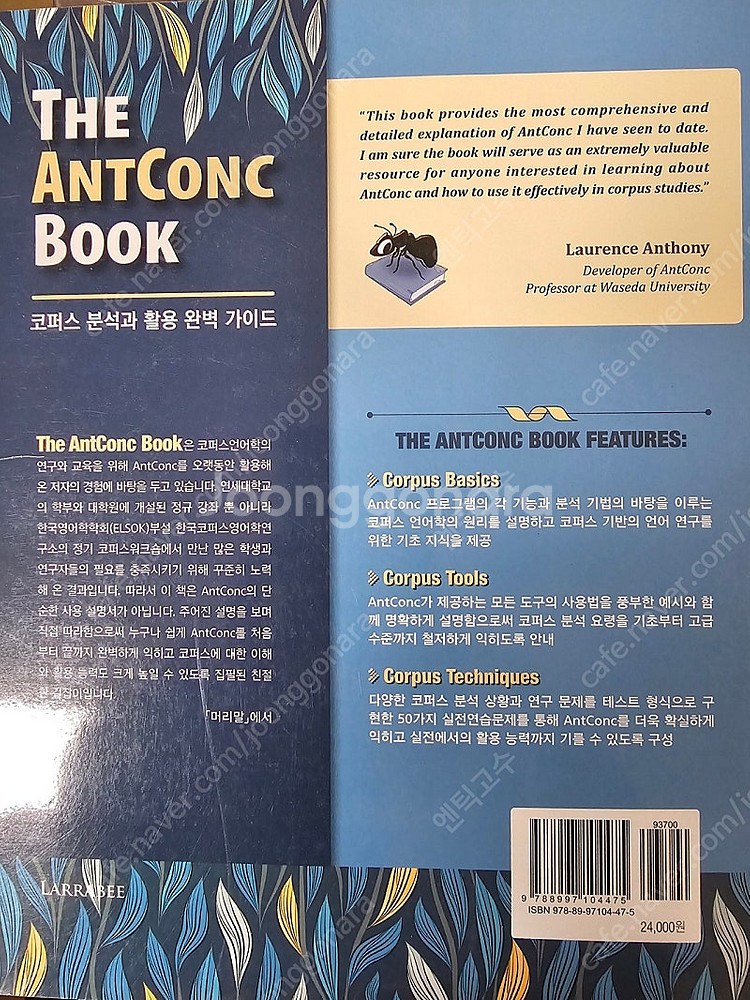 THE
ANTCONC
BOOK
코퍼스 분석과 활용 완벽 가이드
The AntConc Book은 코퍼스언어학의
연구와 교육을 위해 AntConc를 오랫동안 활용해
온 저자의 경험에 바탕을 두고 있습니다. 연세대학교
의 학부와 대학원에 개설된 정규 강좌 뿐 아니라
한국영어학학회(ELSOK)부설 한국코퍼스영어학연
구소의 정기 코퍼스워크숍에서 만난 많은 학생과
연구자들의 필요를 충족시키기 위해 꾸준히 노력
해 온 결과입니다. 따라서 이 책은 AntConc의 단
순한 사용 설명서가 아닙니다. 주어진 설명을 보며
직접 따라함으로써 누구나 쉽게 AntConc를 처음
부터 끝까지 완벽하게 익히고 코퍼스에 대한 이해
와 활용 능력도 크게 높일 수 있도록 집필된 친절
한 길잡이입니다.
「머리말」에서
LARRABEE
“This book provides the most comprehensive and
detailed explanation of AntConc I have seen to date.
I am sure the book will serve as an extremely valuable
resource for anyone interested in learning about
AntConc and how to use it effectively in corpus studies.”
Laurence Anthony
Developer of AntConc
Professor at Waseda University
THE ANTCONC BOOK FEATURES:
Corpus Basics
AntConc 프로그램의 각 기능과 분석 기법의 바탕을 이루는
코퍼스 언어학의 원리를 설명하고 코퍼스 기반의 언어 연구를
위한 기초 지식을 제공
Corpus Tools
AntConc가 제공하는 모든 도구의 사용법을 풍부한 예시와 함
께 명확하게 설명함으로써 코퍼스 분석 요령을 기초부터 고급
수준까지 철저하게 익히도록 안내
Corpus Techniques
다양한 코퍼스 분석 상황과 연구 문제를 테스트 형식으로 구
현한 50가지 실전연습문제를 통해 AntConc를 더욱 확실하게
익히고 실전에서의 활용 능력까지 기를 수 있도록 구성
93700
9 788997 104475
ISBN 978-89-97104-47-5
24,000원
Joonggonara
cafe.naver.com/joonggonara
엔틱고수